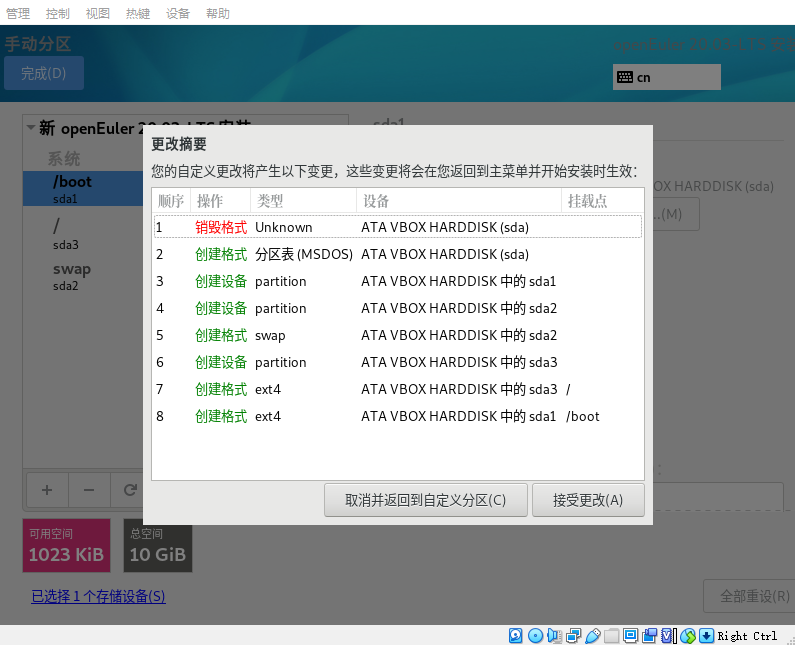 管理 控制 视图 热键 设备 帮助
手动分区
完成(D)
cn
新 openEuler 20.03-LTS 安装
系统
/boot
sda1
/
sda3
swap
sda2
sda1
OX HARDDISK (sda)
...(M)
更改摘要
您的自定义更改将产生以下变更，这些变更将会在您返回到主菜单并开始安装时生效：
顺序 操作 类型 设备 挂载点
1 销毁格式 Unknown ATA VBOX HARDDISK (sda)
2 创建格式 分区表 (MSDOS) ATA VBOX HARDDISK (sda)
3 创建设备 partition ATA VBOX HARDDISK 中的 sda1
4 创建设备 partition ATA VBOX HARDDISK 中的 sda2
5 创建格式 swap ATA VBOX HARDDISK 中的 sda2
6 创建设备 partition ATA VBOX HARDDISK 中的 sda3
7 创建格式 ext4 ATA VBOX HARDDISK 中的 sda3 /
8 创建格式 ext4 ATA VBOX HARDDISK 中的 sda1 /boot
取消并返回到自定义分区(C) 接受更改(A)
可用空间
1023 KiB
总空间
10 GiB
已选择 1 个存储设备(S)
全部重设(R)
Right Ctrl